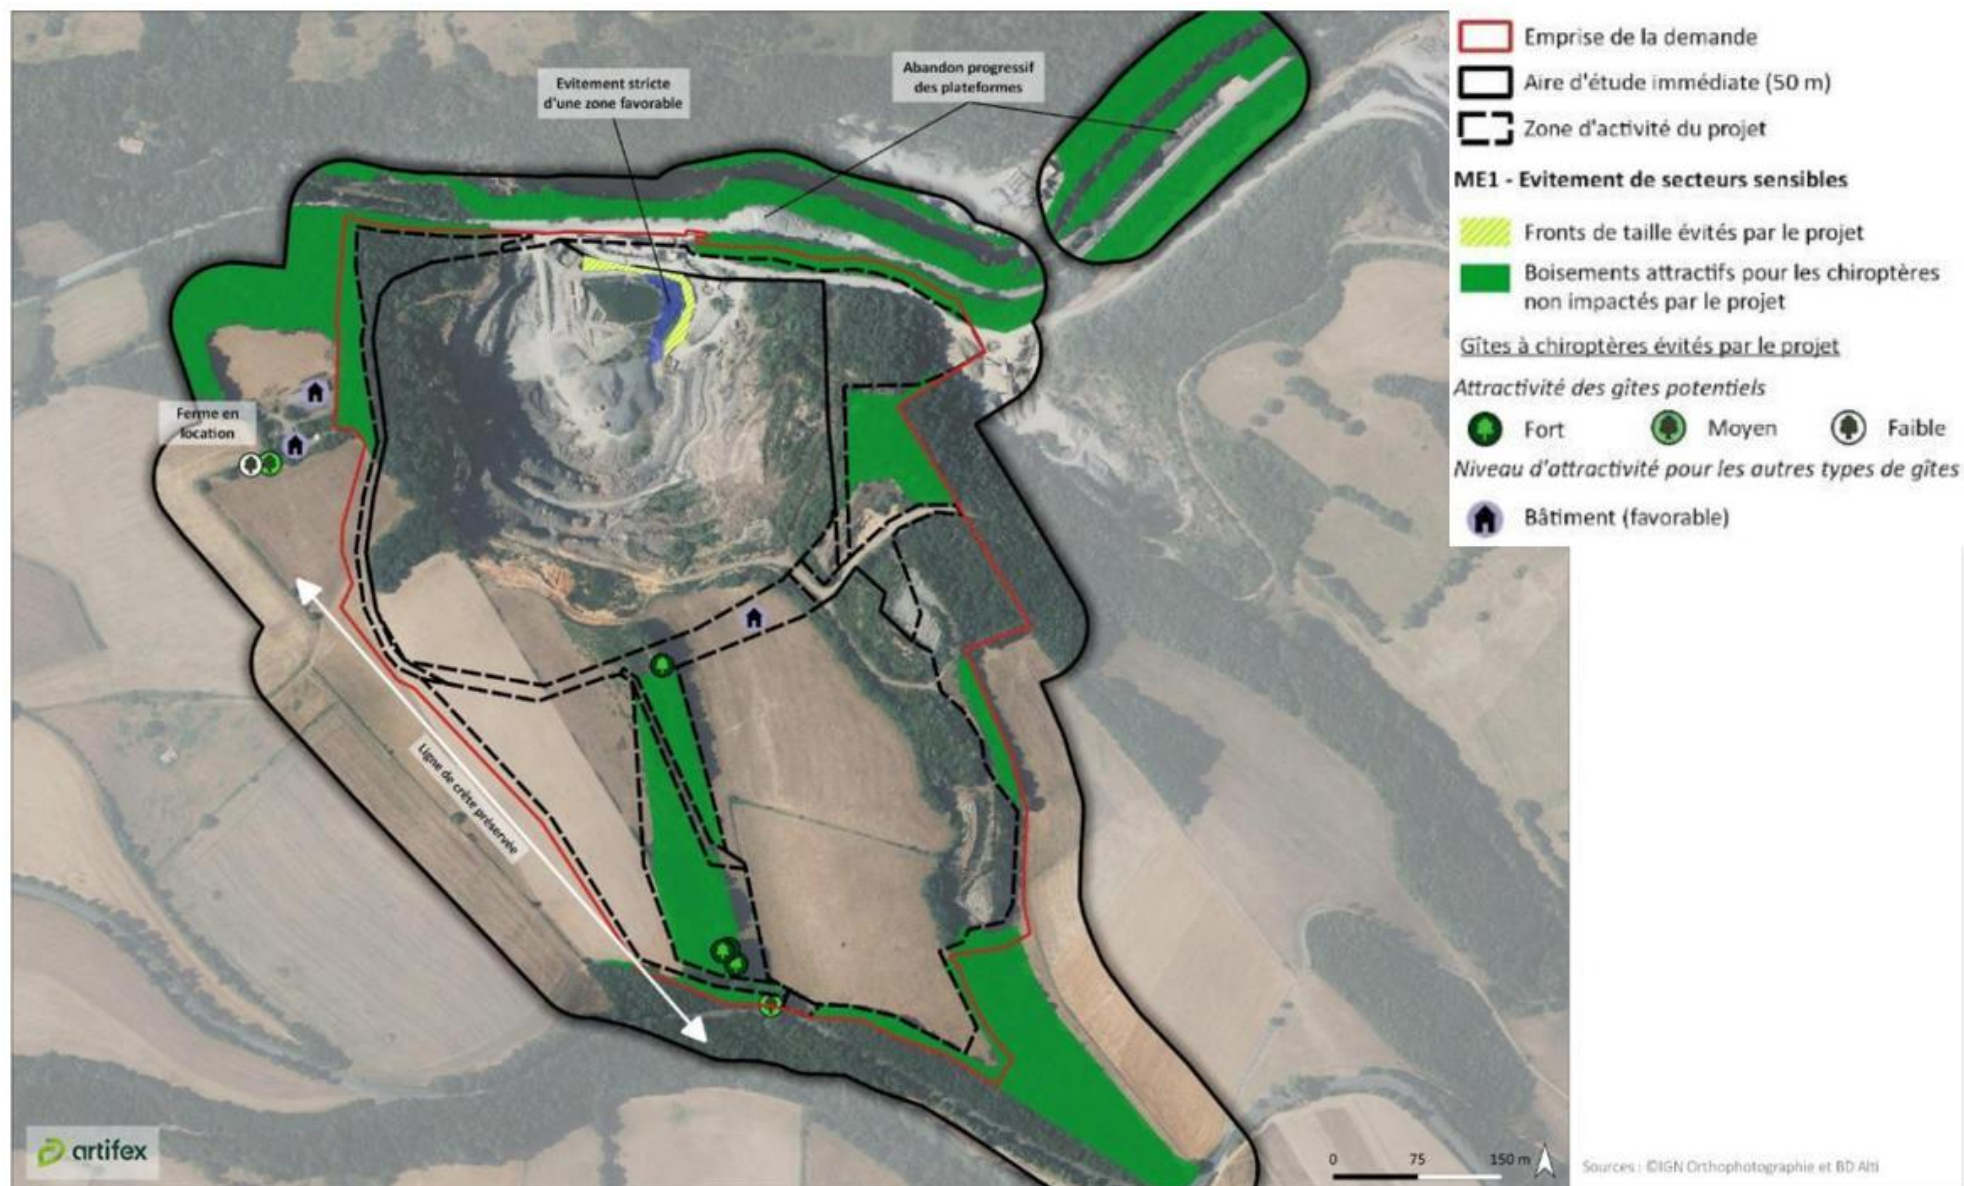 Evitement stricte
d'une zone favorable
Abandon progressif
des plateformes
Ferme en
location
Ligne de crête préservée
Emprise de la demande
Aire d'étude immédiate (50 m)
Zone d'activité du projet
ME1 - Evitement de secteurs sensibles
Fronts de taille évités par le projet
Boisements attractifs pour les chiroptères
non impactés par le projet
Gîtes à chiroptères évités par le projet
Attractivité des gîtes potentiels
Fort
Moyen
Faible
Niveau d'attractivité pour les autres types de gîtes
Bâtiment (favorable)
artifex
0 75 150 m
Sources : ©IGN Orthophotographie et BD Alti